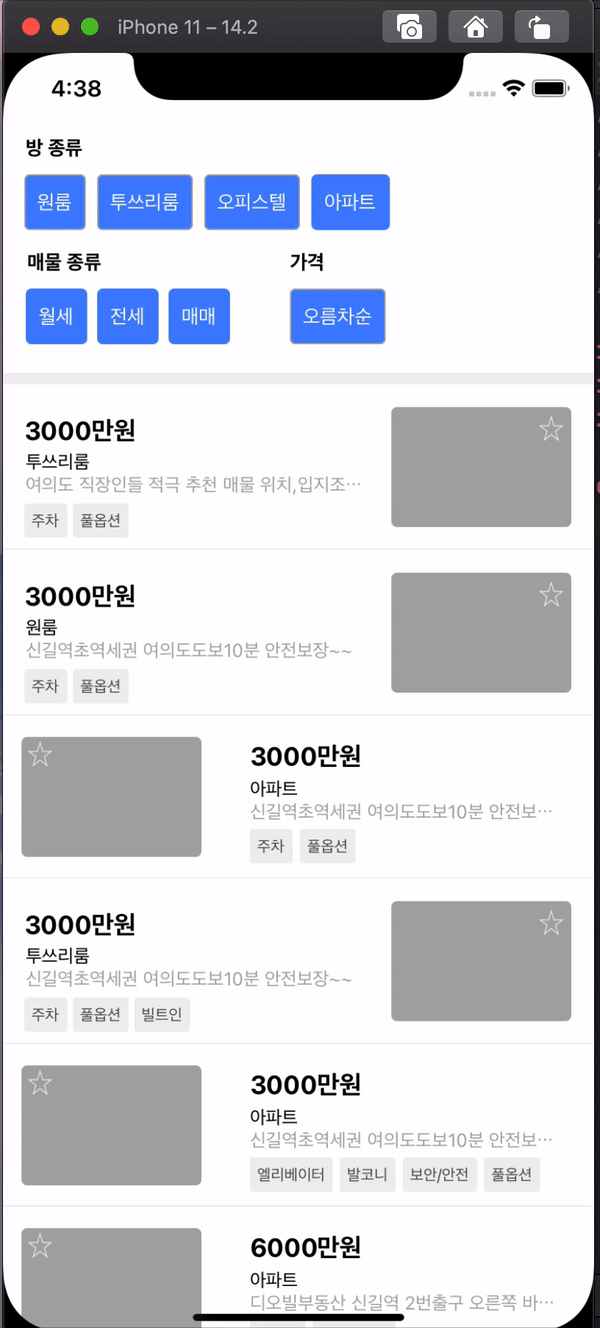 iPhone 11 – 14.2
4:38
방 종류
원룸 투쓰리룸 오피스텔 아파트
매물 종류 가격
월세 전세 매매 오름차순
3000만원
투쓰리룸
여의도 직장인들 적극 추천 매물 위치,입지조…
주차 풀옵션
3000만원
원룸
신길역초역세권 여의도도보10분 안전보장~~
주차 풀옵션
3000만원
아파트
신길역초역세권 여의도도보10분 안전보…
주차 풀옵션
3000만원
투쓰리룸
신길역초역세권 여의도도보10분 안전보장~~
주차 풀옵션 빌트인
3000만원
아파트
신길역초역세권 여의도도보10분 안전보…
엘리베이터 발코니 보안/안전 풀옵션
6000만원
아파트
디오빌부동산 신길역 2번출구 오른쪽 바…